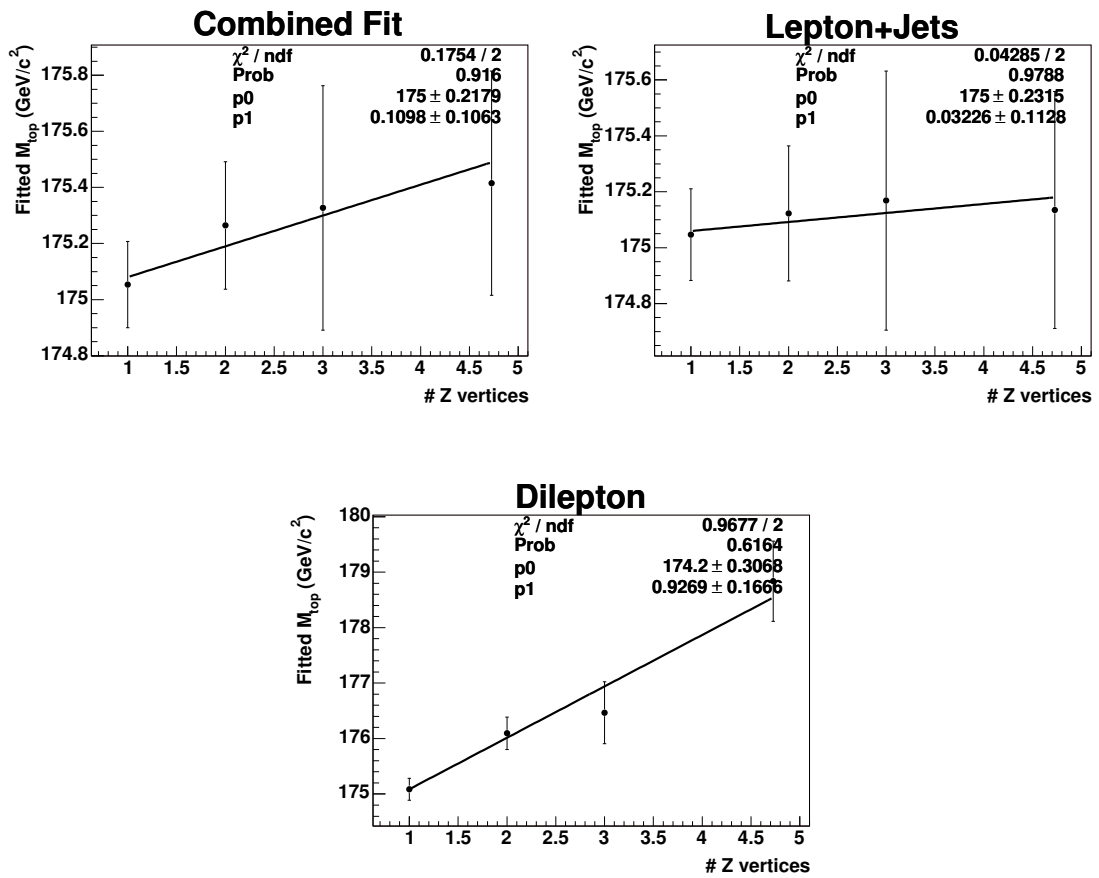 Combined Fit
χ² / ndf 0.1754 / 2
Prob 0.916
p0 175 ± 0.2179
p1 0.1098 ± 0.1063
Fitted M_top (GeV/c²)
175.8
175.6
175.4
175.2
175
174.8
1 1.5 2 2.5 3 3.5 4 4.5 5
# Z vertices
Lepton+Jets
χ² / ndf 0.04285 / 2
Prob 0.9788
p0 175 ± 0.2315
p1 0.03226 ± 0.1128
Fitted M_top (GeV/c²)
175.6
175.4
175.2
175
174.8
1 1.5 2 2.5 3 3.5 4 4.5 5
# Z vertices
Dilepton
χ² / ndf 0.9677 / 2
Prob 0.6164
p0 174.2 ± 0.3068
p1 0.9269 ± 0.1666
Fitted M_top (GeV/c²)
180
179
178
177
176
175
1 1.5 2 2.5 3 3.5 4 4.5 5
# Z vertices